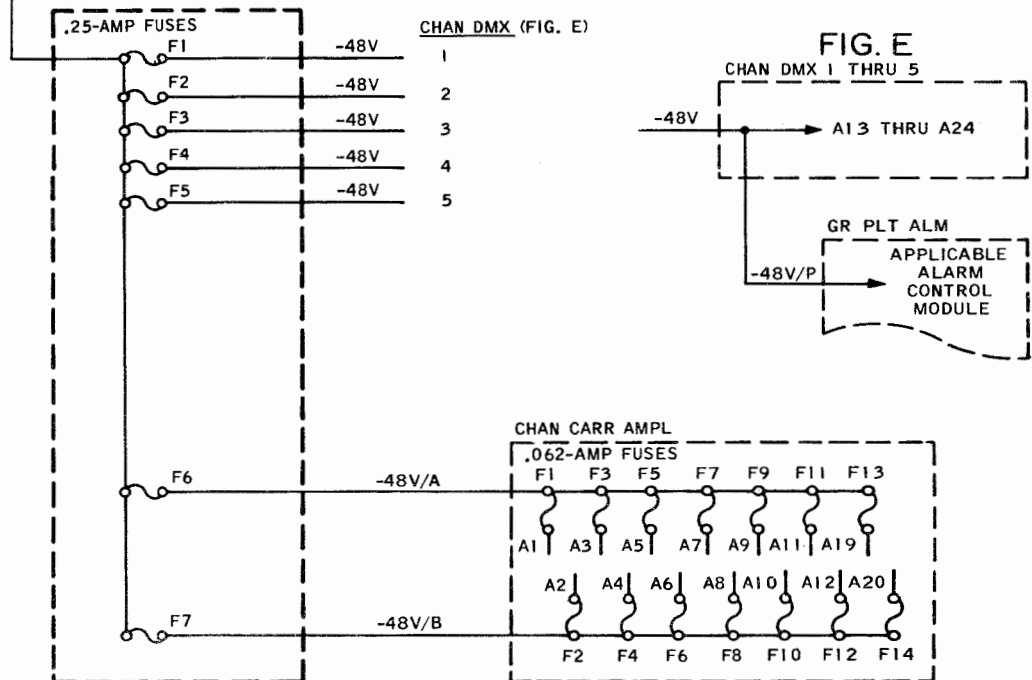 .25-AMP FUSES
F1
-48V
CHAN DMX (FIG. E)
1
F2
-48V
2
F3
-48V
3
F4
-48V
4
F5
-48V
5
FIG. E
CHAN DMX 1 THRU 5
-48V
A13 THRU A24
GR PLT ALM
-48V/P
APPLICABLE
ALARM
CONTROL
MODULE
F6
-48V/A
CHAN CARR AMPL
.062-AMP FUSES
F1 F3 F5 F7 F9 F11 F13
A1 A3 A5 A7 A9 A11 A19
A2 A4 A6 A8 A10 A12 A20
F7
-48V/B
F2 F4 F6 F8 F10 F12 F14